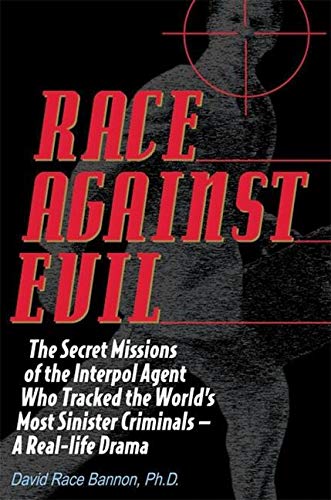 RACE
AGAINST
EVIL
The Secret Missions
of the Interpol Agent
Who Tracked the World's
Most Sinister Criminals –
A Real-life Drama
David Race Bannon, Ph.D.